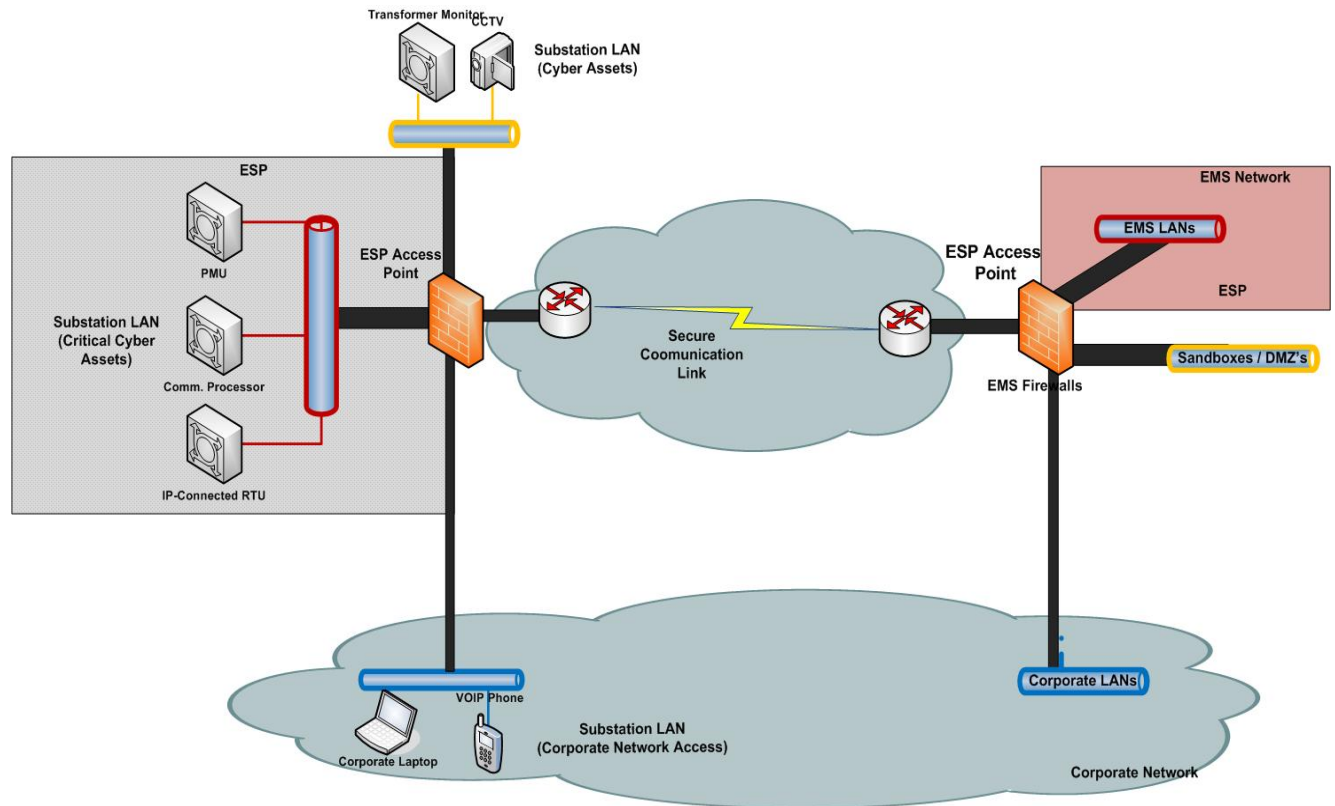 Transformer Monitor
CCTV
Substation LAN
(Cyber Assets)
ESP
PMU
Substation LAN
(Critical Cyber
Assets)
Comm. Processor
IP-Connected RTU
ESP Access
Point
Secure
Coomunication
Link
ESP Access
Point
EMS Network
EMS LANs
ESP
Sandboxes / DMZ's
EMS Firewalls
VOIP Phone
Corporate Laptop
Substation LAN
(Corporate Network Access)
Corporate LANs
Corporate Network